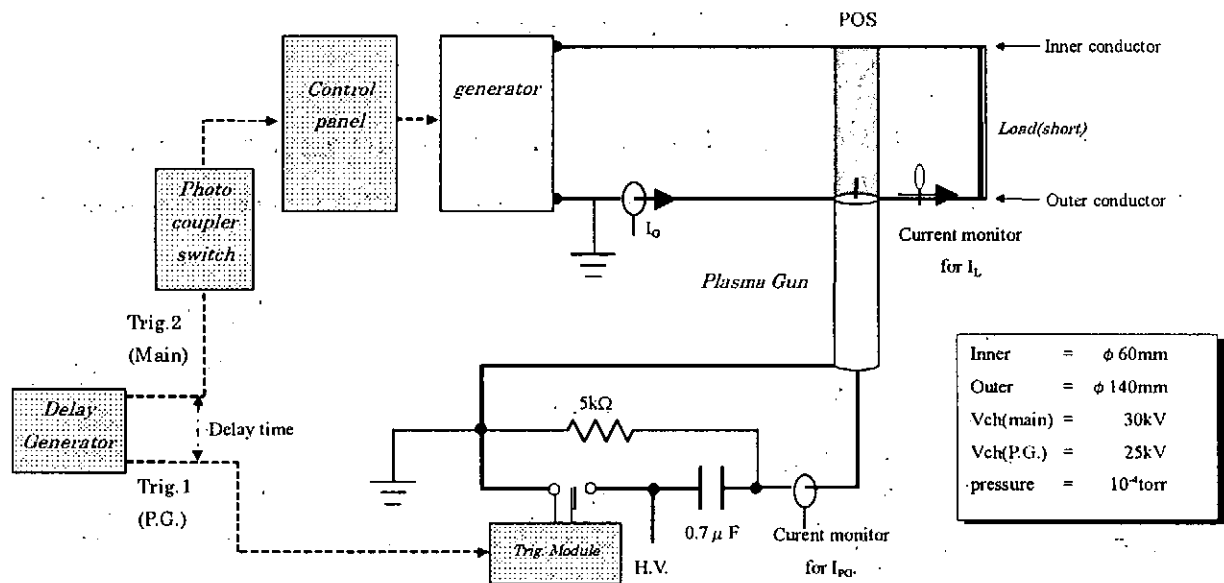 POS
Inner conductor
Control
panel
generator
Load(short)
Photo
coupler
switch
Outer conductor
I₀
Current monitor
for I_L
Plasma Gun
Trig.2
(Main)
Inner = φ 60mm
Outer = φ 140mm
Vch(main) = 30kV
Vch(P.G.) = 25kV
pressure = 10⁻⁴torr
Delay
Generator
Delay time
5kΩ
Trig.1
(P.G.)
0.7 μ F
Curent monitor
for I_PG.
Trig. Module
H.V.